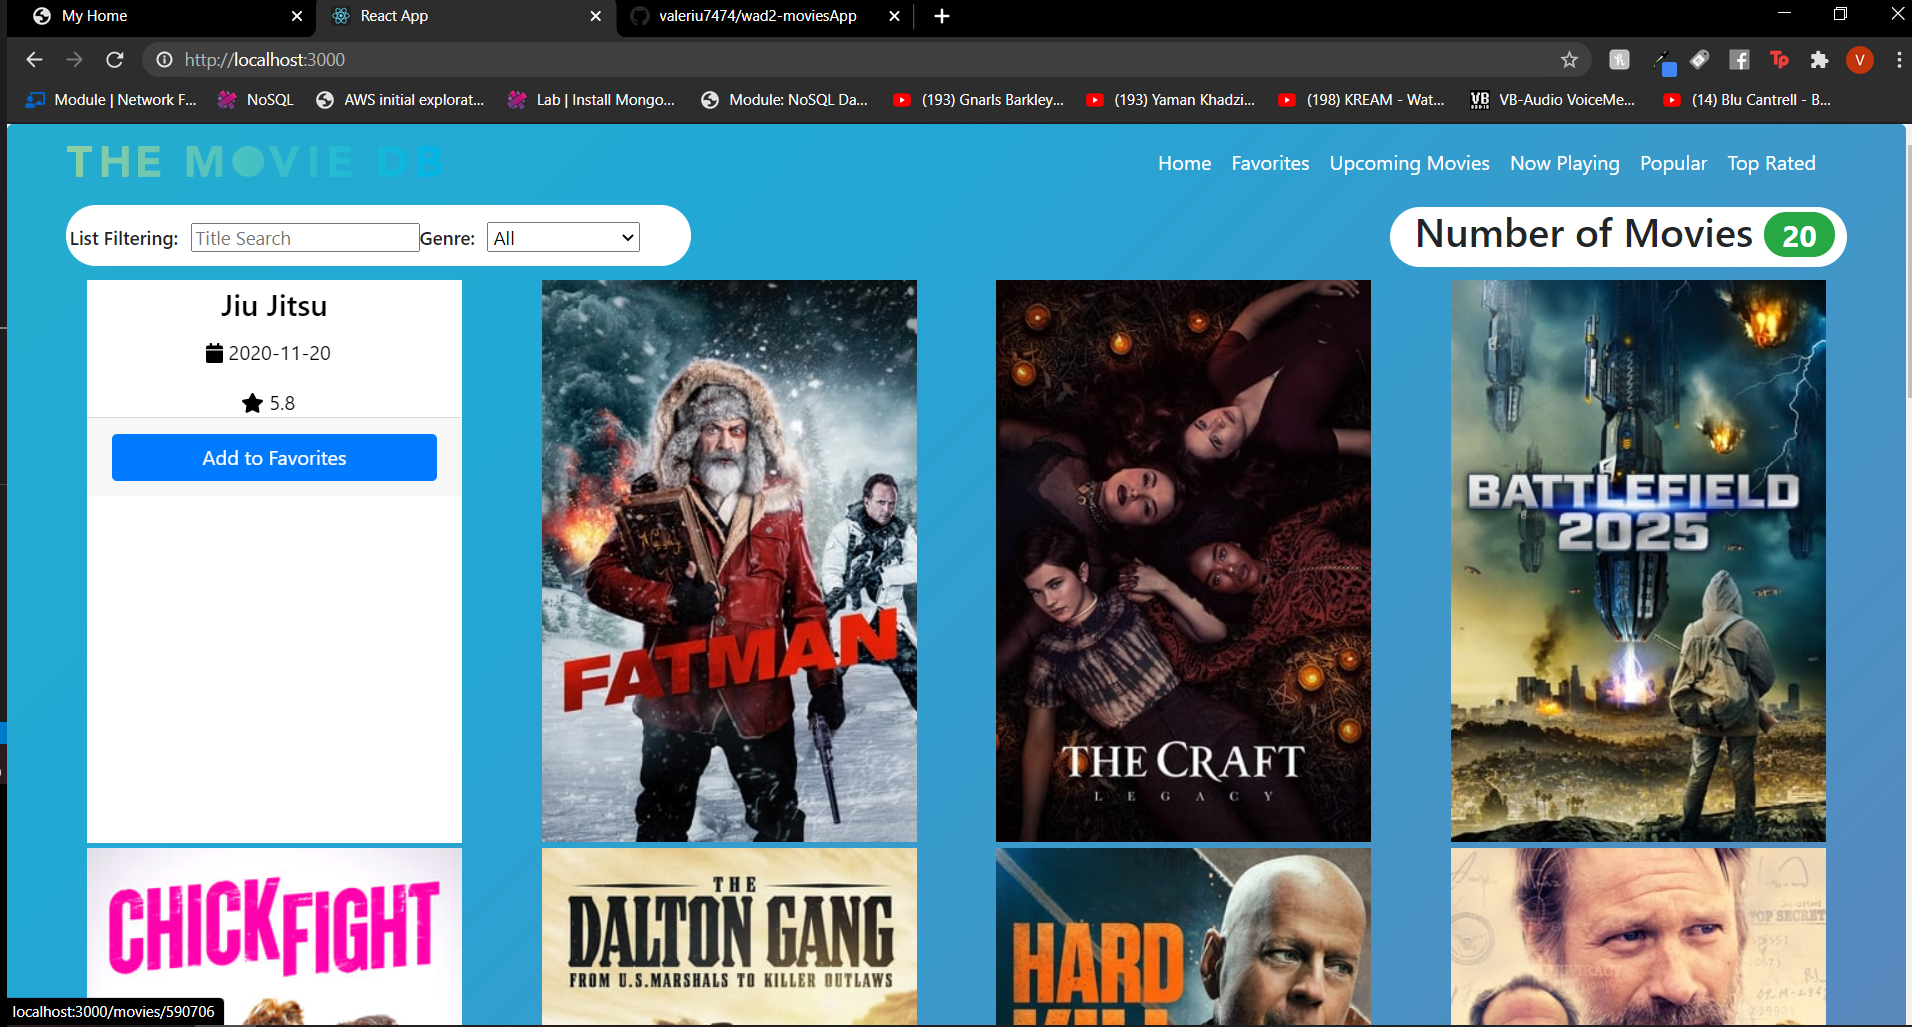 My Home
React App
valeriu7474/wad2-moviesApp
http://localhost:3000
V
Module | Network F...
NoSQL
AWS initial explorat...
Lab | Install Mongo...
Module: NoSQL Da...
(193) Gnarls Barkley...
(193) Yaman Khadzi...
(198) KREAM - Wat...
VB-Audio VoiceMe...
(14) Blu Cantrell - B...
THE MOVIE DB
Home Favorites Upcoming Movies Now Playing Popular Top Rated
List Filtering: Title Search Genre: All
Number of Movies 20
Jiu Jitsu
2020-11-20
5.8
Add to Favorites
FATMAN
THE CRAFT
LEGACY
BATTLEFIELD
2025
CHICK FIGHT
THE
DALTON GANG
FROM U.S.MARSHALS TO KILLER OUTLAWS
HARD
KILL
TOP SECRET
localhost:3000/movies/590706